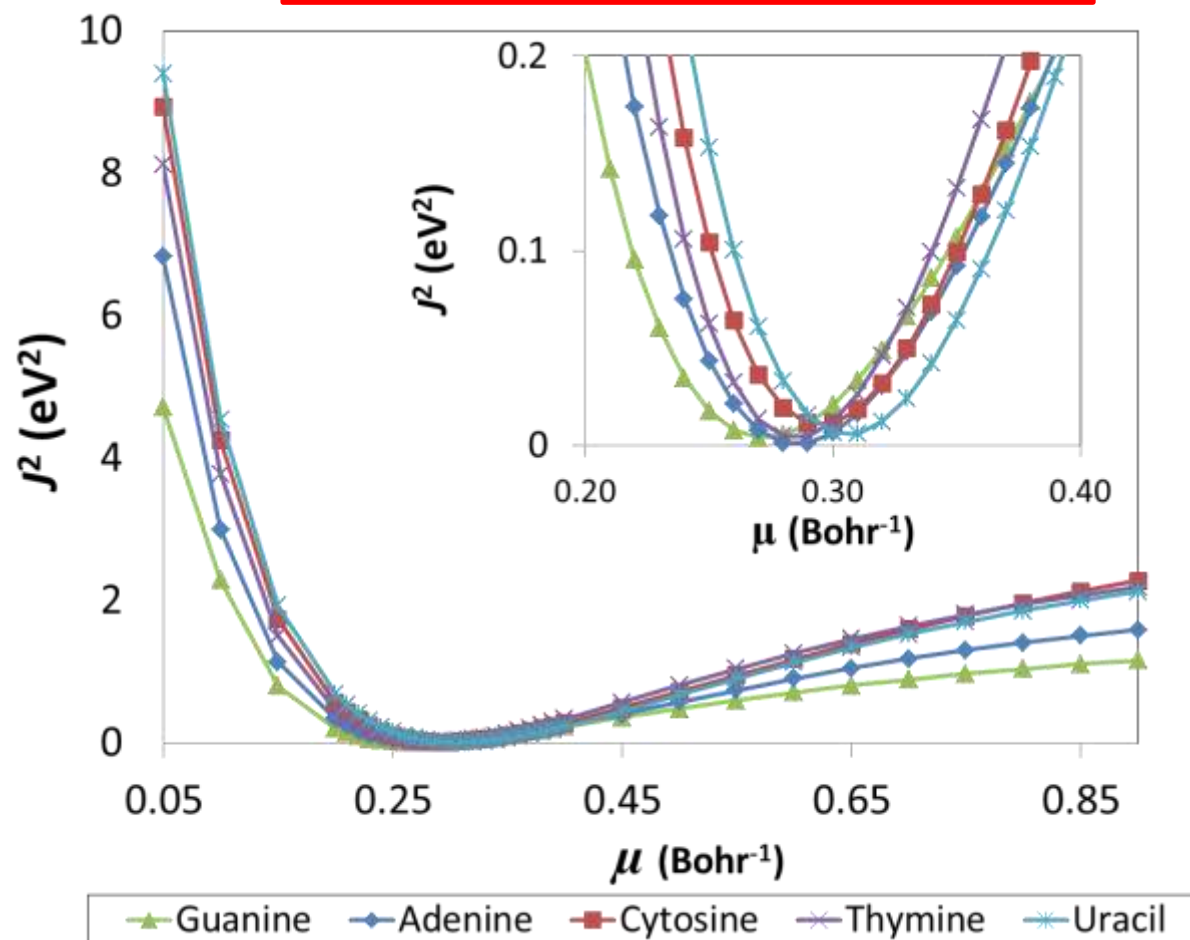 10
8
6
4
2
0
J² (eV²)
0.05 0.25 0.45 0.65 0.85
μ (Bohr⁻¹)
0.2
0.1
0
J² (eV²)
0.20 0.30 0.40
μ (Bohr⁻¹)
Guanine Adenine Cytosine Thymine Uracil